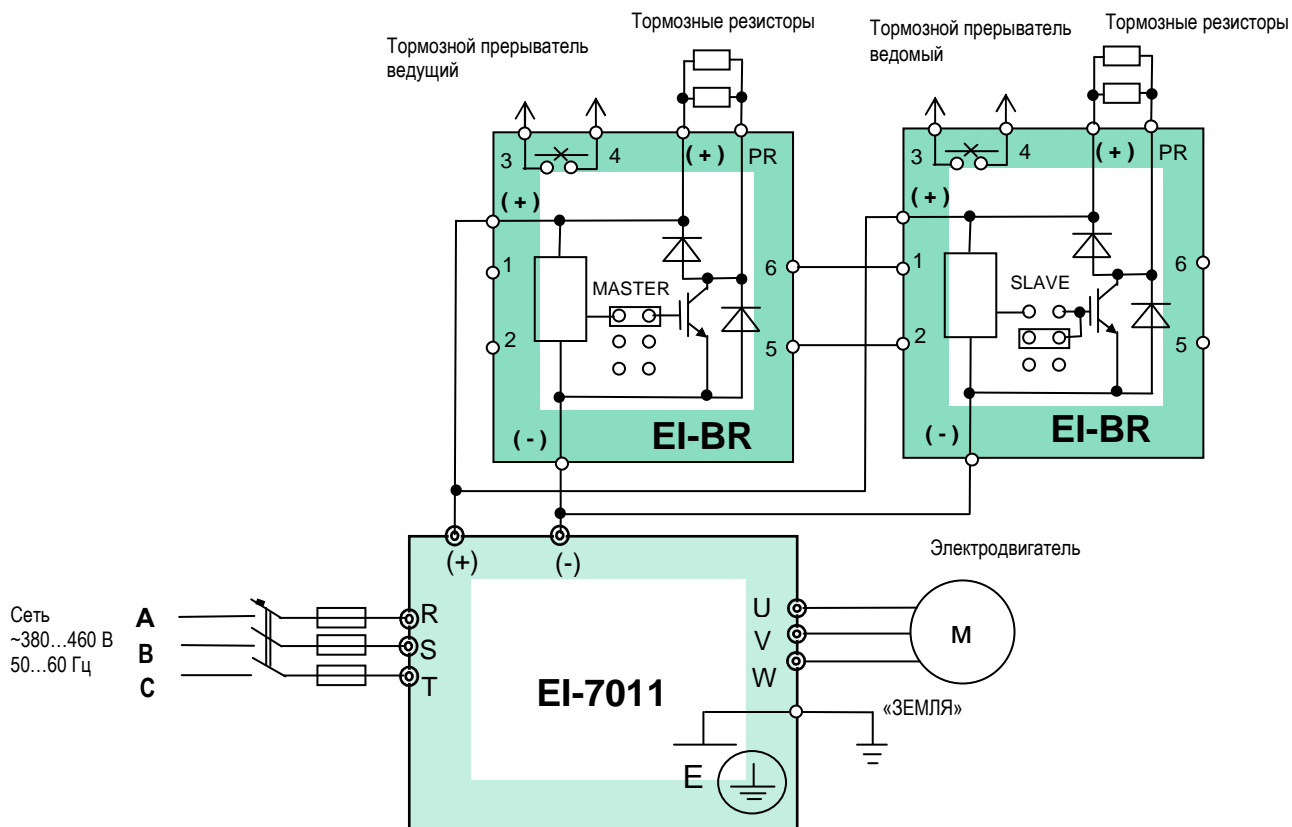 Тормозной прерыватель
ведущий
Тормозные резисторы
Тормозной прерыватель
ведомый
Тормозные резисторы
3
4
(+)
PR
(+)
1
2
MASTER
6
5
(-)
EI-BR
3
4
(+)
PR
(+)
1
2
SLAVE
6
5
(-)
EI-BR
(+)
(-)
Электродвигатель
Сеть
~380...460 В
50...60 Гц
A
B
C
R
S
T
EI-7011
U
V
W
М
«ЗЕМЛЯ»
E